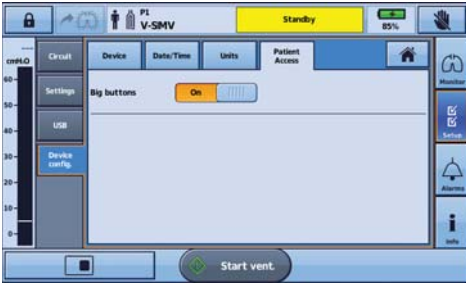 P1
V-SMV
Standby
85%
cmH2O
Circuit
Device
Date/Time
Units
Patient
Access
Monitor
60-
Settings
Big buttons
On
50-
USB
40-
Setup
Device
config.
30-
20-
Alarms
10-
0-
Info
Start vent.